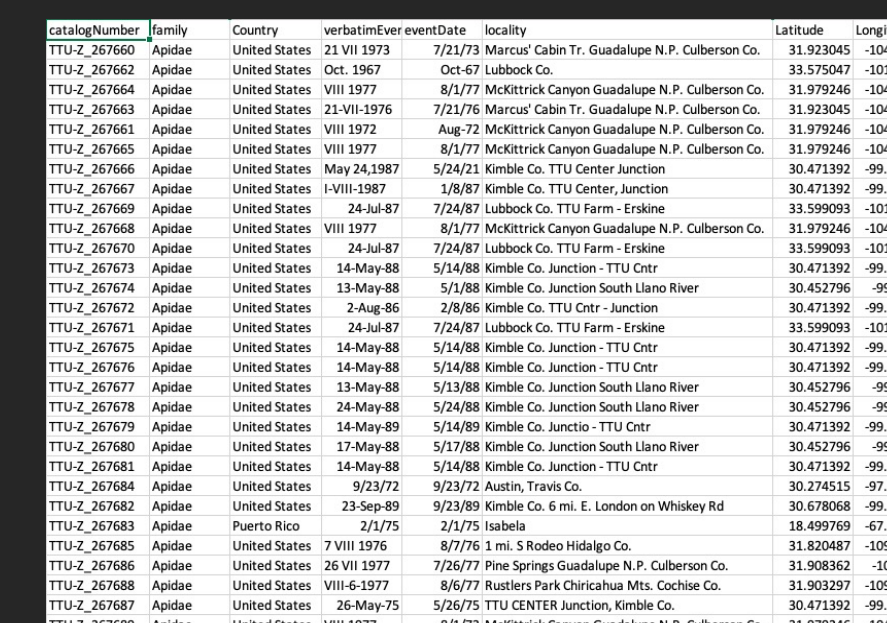 catalogNumber family Country verbatimEver eventDate locality Latitude Longi
TTU-Z_267660 Apidae United States 21 VII 1973 7/21/73 Marcus' Cabin Tr. Guadalupe N.P. Culberson Co. 31.923045 -104
TTU-Z_267662 Apidae United States Oct. 1967 Oct-67 Lubbock Co. 33.575047 -101
TTU-Z_267664 Apidae United States VIII 1977 8/1/77 McKittrick Canyon Guadalupe N.P. Culberson Co. 31.979246 -104
TTU-Z_267663 Apidae United States 21-VII-1976 7/21/76 Marcus' Cabin Tr. Guadalupe N.P. Culberson Co. 31.923045 -104
TTU-Z_267661 Apidae United States VIII 1972 Aug-72 McKittrick Canyon Guadalupe N.P. Culberson Co. 31.979246 -104
TTU-Z_267665 Apidae United States VIII 1977 8/1/77 McKittrick Canyon Guadalupe N.P. Culberson Co. 31.979246 -104
TTU-Z_267666 Apidae United States May 24,1987 5/24/21 Kimble Co. TTU Center Junction 30.471392 -99.
TTU-Z_267667 Apidae United States I-VIII-1987 1/8/87 Kimble Co. TTU Center, Junction 30.471392 -99.
TTU-Z_267669 Apidae United States 24-Jul-87 7/24/87 Lubbock Co. TTU Farm - Erskine 33.599093 -101
TTU-Z_267668 Apidae United States VIII 1977 8/1/77 McKittrick Canyon Guadalupe N.P. Culberson Co. 31.979246 -104
TTU-Z_267670 Apidae United States 24-Jul-87 7/24/87 Lubbock Co. TTU Farm - Erskine 33.599093 -101
TTU-Z_267673 Apidae United States 14-May-88 5/14/88 Kimble Co. Junction - TTU Cntr 30.471392 -99.
TTU-Z_267674 Apidae United States 13-May-88 5/1/88 Kimble Co. Junction South Llano River 30.452796 -99
TTU-Z_267672 Apidae United States 2-Aug-86 2/8/86 Kimble Co. TTU Cntr - Junction 30.471392 -99.
TTU-Z_267671 Apidae United States 24-Jul-87 7/24/87 Lubbock Co. TTU Farm - Erskine 33.599093 -101
TTU-Z_267675 Apidae United States 14-May-88 5/14/88 Kimble Co. Junction - TTU Cntr 30.471392 -99.
TTU-Z_267676 Apidae United States 14-May-88 5/14/88 Kimble Co. Junction - TTU Cntr 30.471392 -99.
TTU-Z_267677 Apidae United States 13-May-88 5/13/88 Kimble Co. Junction South Llano River 30.452796 -99
TTU-Z_267678 Apidae United States 24-May-88 5/24/88 Kimble Co. Junction South Llano River 30.452796 -99
TTU-Z_267679 Apidae United States 14-May-89 5/14/89 Kimble Co. Junctio - TTU Cntr 30.471392 -99.
TTU-Z_267680 Apidae United States 17-May-88 5/17/88 Kimble Co. Junction South Llano River 30.452796 -99
TTU-Z_267681 Apidae United States 14-May-88 5/14/88 Kimble Co. Junction - TTU Cntr 30.471392 -99.
TTU-Z_267684 Apidae United States 9/23/72 9/23/72 Austin, Travis Co. 30.274515 -97.
TTU-Z_267682 Apidae United States 23-Sep-89 9/23/89 Kimble Co. 6 mi. E. London on Whiskey Rd 30.678068 -99.
TTU-Z_267683 Apidae Puerto Rico 2/1/75 2/1/75 Isabela 18.499769 -67.
TTU-Z_267685 Apidae United States 7 VIII 1976 8/7/76 1 mi. S Rodeo Hidalgo Co. 31.820487 -109
TTU-Z_267686 Apidae United States 26 VII 1977 7/26/77 Pine Springs Guadalupe N.P. Culberson Co. 31.908362 -10
TTU-Z_267688 Apidae United States VIII-6-1977 8/6/77 Rustlers Park Chiricahua Mts. Cochise Co. 31.903297 -109
TTU-Z_267687 Apidae United States 26-May-75 5/26/75 TTU CENTER Junction, Kimble Co. 30.471392 -99.